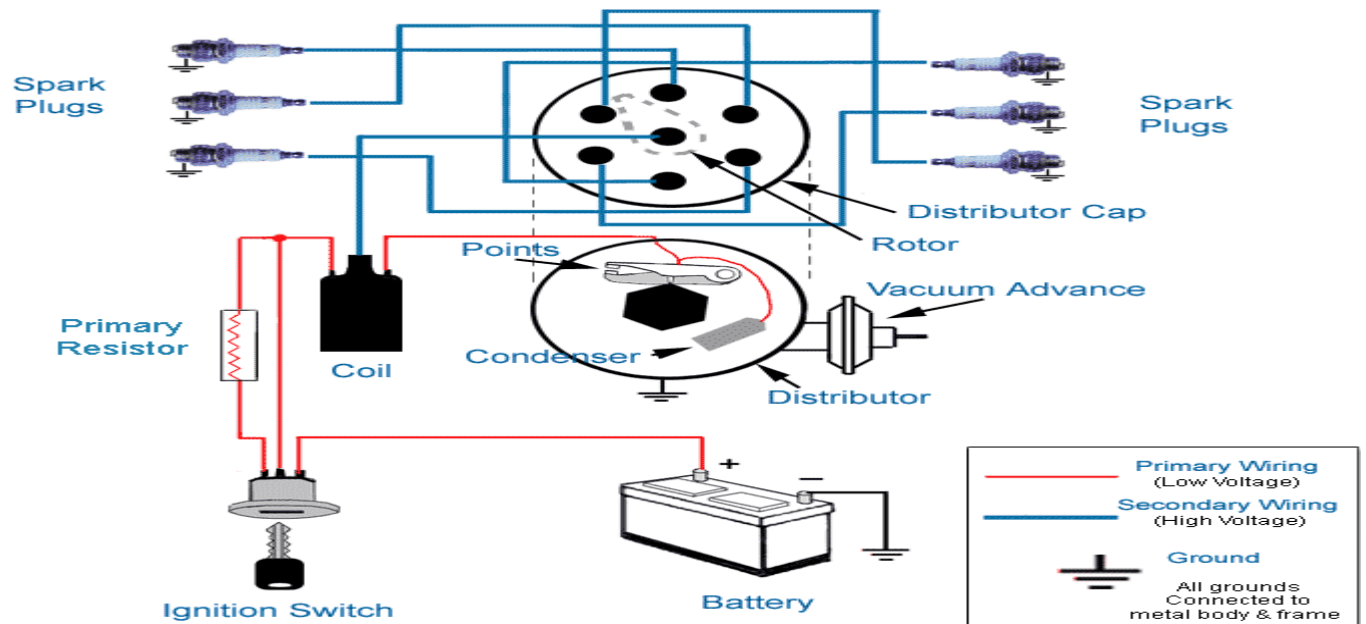 Spark
Plugs
Spark
Plugs
Distributor Cap
Rotor
Points
Vacuum Advance
Primary
Resistor
Coil
Condenser
Distributor
+
–
Primary Wiring
(Low Voltage)
Secondary Wiring
(High Voltage)
Ground
All grounds
Connected to
metal body & frame
Ignition Switch
Battery